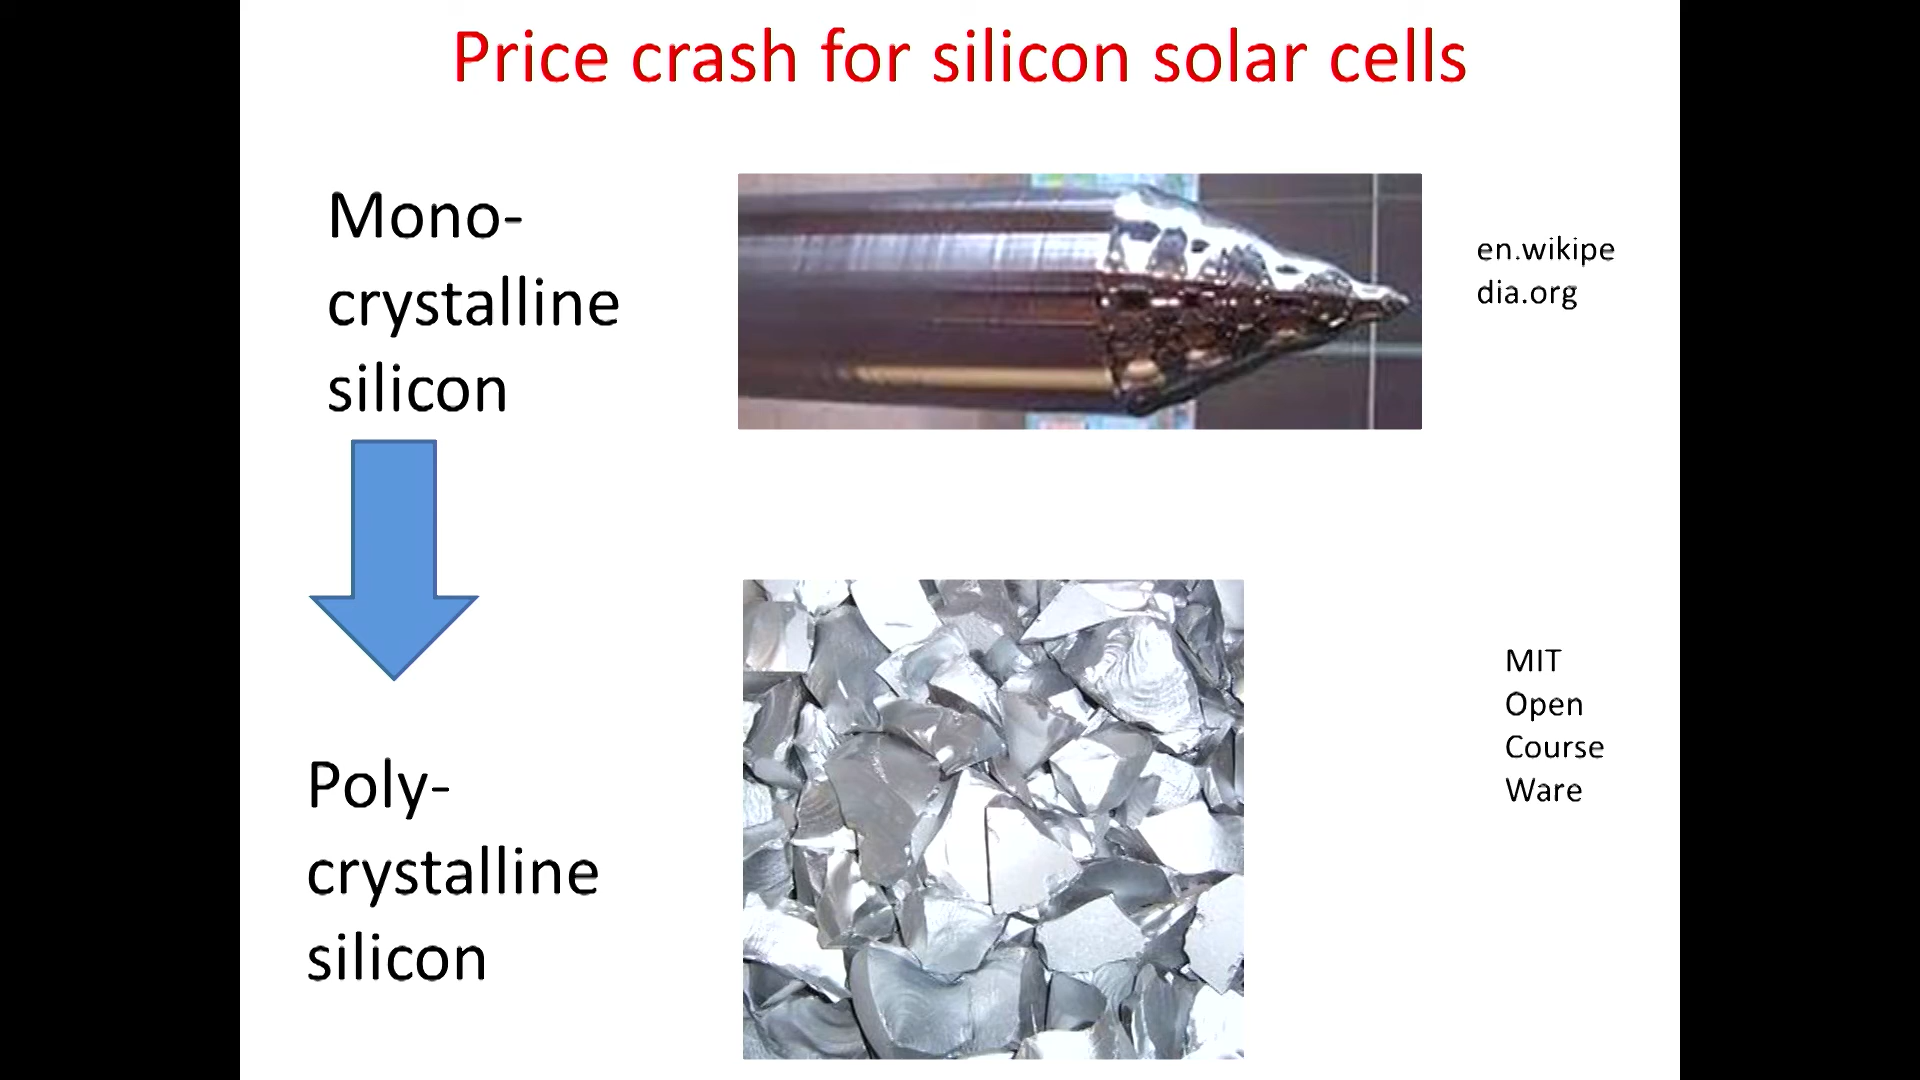 Price crash for silicon solar cells
Mono-
crystalline
silicon
en.wikipe
dia.org
Poly-
crystalline
silicon
MIT
Open
Course
Ware